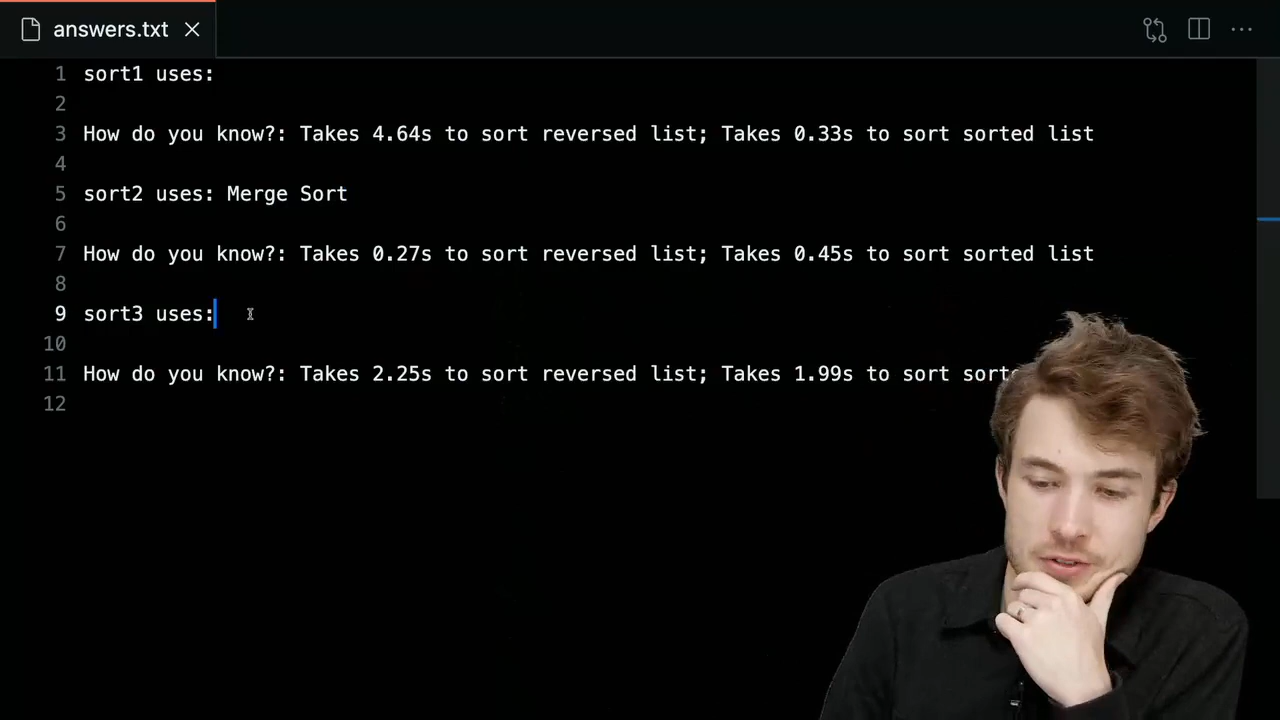 answers.txt
1 sort1 uses:
2
3 How do you know?: Takes 4.64s to sort reversed list; Takes 0.33s to sort sorted list
4
5 sort2 uses: Merge Sort
6
7 How do you know?: Takes 0.27s to sort reversed list; Takes 0.45s to sort sorted list
8
9 sort3 uses:
10
11 How do you know?: Takes 2.25s to sort reversed list; Takes 1.99s to sort
12